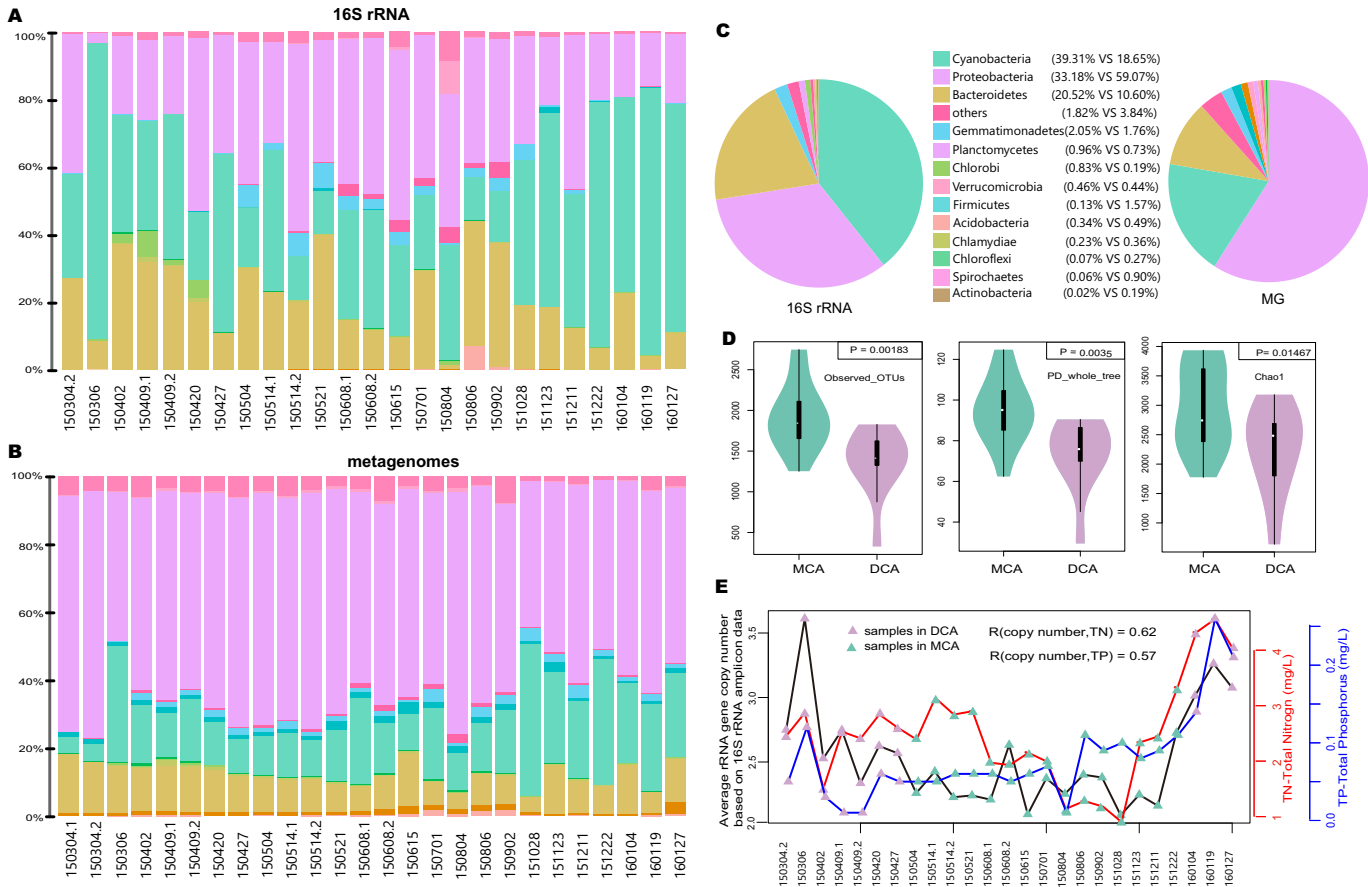 A
16S rRNA
100%
80%
60%
40%
20%
0%
150304.2
150306
150402
150409.1
150409.2
150420
150427
150504
150514.1
150514.2
150521
150608.1
150608.2
150615
150701
150804
150806
150902
151028
151123
151211
151222
160104
160119
160127
B
metagenomes
100%
80%
60%
40%
20%
0%
150304.1
150304.2
150306
150402
150409.1
150409.2
150420
150427
150504
150514.1
150514.2
150521
150608.1
150608.2
150615
150701
150804
150806
150902
151028
151123
151211
151222
160104
160119
160127
C
Cyanobacteria (39.31% VS 18.65%)
Proteobacteria (33.18% VS 59.07%)
Bacteroidetes (20.52% VS 10.60%)
others (1.82% VS 3.84%)
Gemmatimonadetes(2.05% VS 1.76%)
Planctomycetes (0.96% VS 0.73%)
Chlorobi (0.83% VS 0.19%)
Verrucomicrobia (0.46% VS 0.44%)
Firmicutes (0.13% VS 1.57%)
Acidobacteria (0.34% VS 0.49%)
Chlamydiae (0.23% VS 0.36%)
Chloroflexi (0.07% VS 0.27%)
Spirochaetes (0.06% VS 0.90%)
Actinobacteria (0.02% VS 0.19%)
16S rRNA
MG
D
P = 0.00183
Observed_OTUs
2500
2000
1500
1000
500
MCA DCA
P = 0.0035
PD_whole_tree
120
100
80
60
40
MCA DCA
P= 0.01467
Chao1
4000
3500
3000
2500
2000
1500
1000
MCA DCA
E
Average rRNA gene copy number
based on 16S rRNA amplicon data
3.5
3.0
2.5
2.0
samples in DCA
samples in MCA
R(copy number,TN) = 0.62
R(copy number,TP) = 0.57
TN-Total Nitrogn (mg/L)
4
3
2
1
TP-Total Phosphorus (mg/L)
0.2
0.1
0.0
150304.2
150306
150402
150409.1
150409.2
150420
150427
150504
150514.1
150514.2
150521
150608.1
150608.2
150615
150701
150804
150806
150902
151028
151123
151211
151222
160104
160119
160127